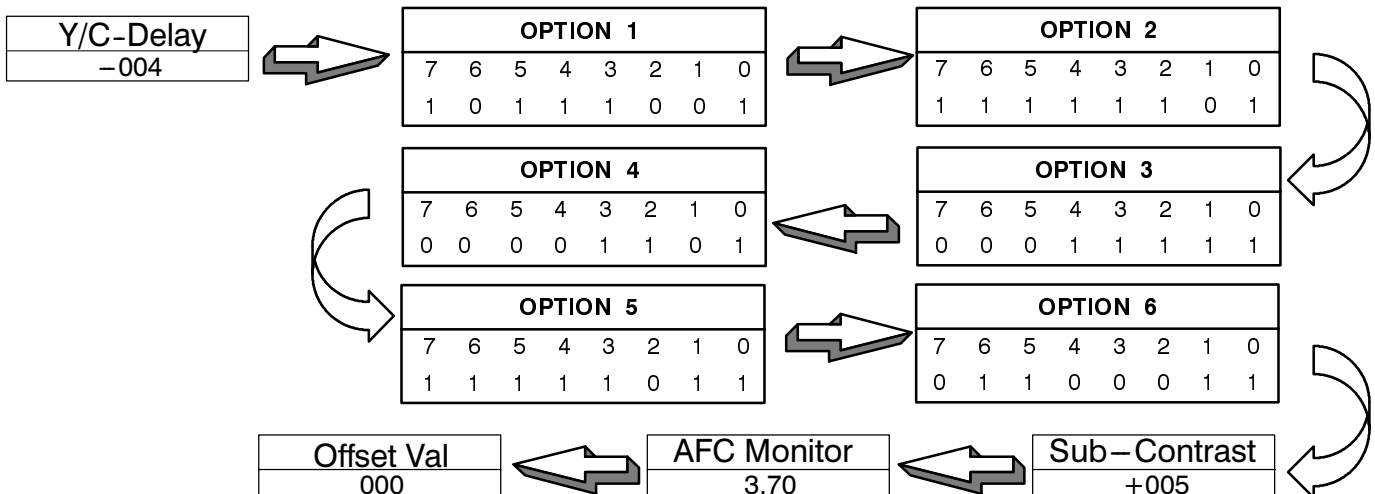 Y/C-Delay
−004
OPTION 1
7 6 5 4 3 2 1 0
1 0 1 1 1 0 0 1
OPTION 2
7 6 5 4 3 2 1 0
1 1 1 1 1 1 0 1
OPTION 3
7 6 5 4 3 2 1 0
0 0 0 1 1 1 1 1
OPTION 4
7 6 5 4 3 2 1 0
0 0 0 0 1 1 0 1
OPTION 5
7 6 5 4 3 2 1 0
1 1 1 1 1 0 1 1
OPTION 6
7 6 5 4 3 2 1 0
0 1 1 0 0 0 1 1
Sub−Contrast
+005
AFC Monitor
3.70
Offset Val
000